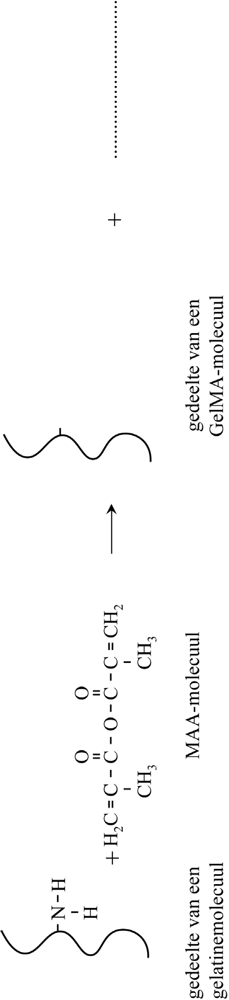 O O
– N – H
H
+ H₂C = C – C – O – C – C = CH₂ → + ....................
CH₃ CH₃
gedeelte van een
gelatinemolecuul
MAA-molecuul
gedeelte van een
GelMA-molecuul